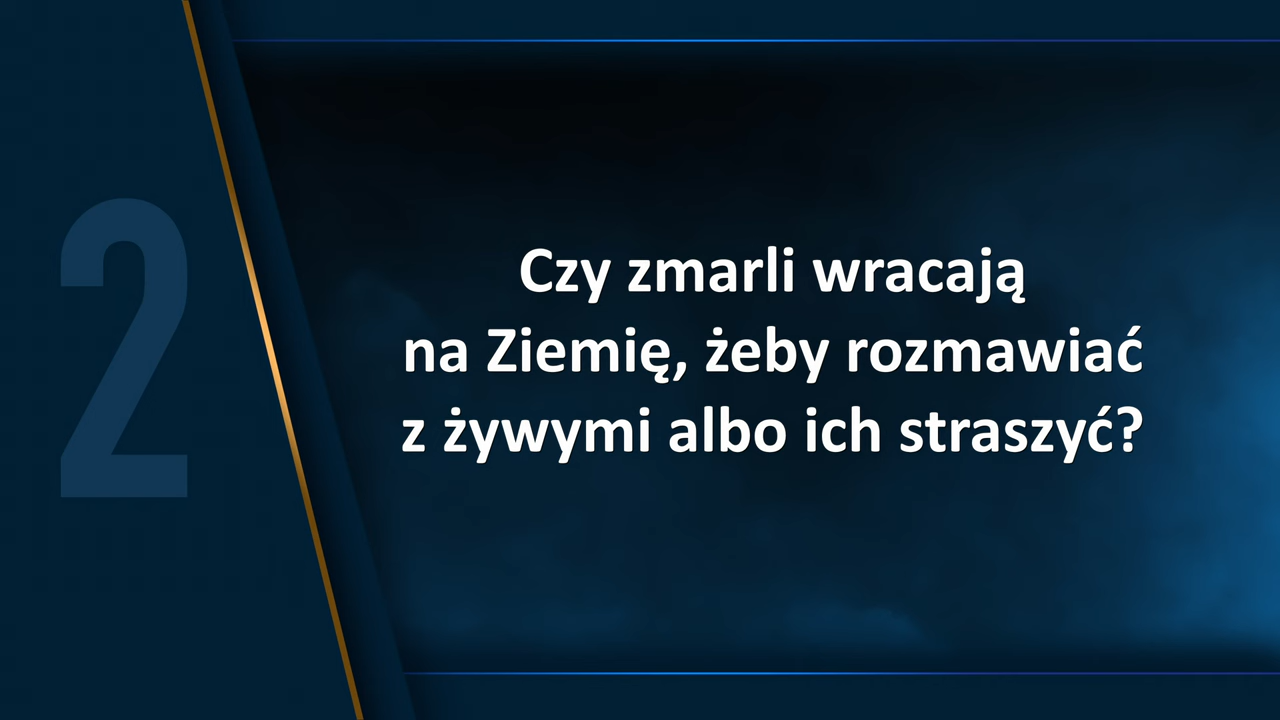 2
Czy zmarli wracają
na Ziemię, żeby rozmawiać
z żywymi albo ich straszyć?